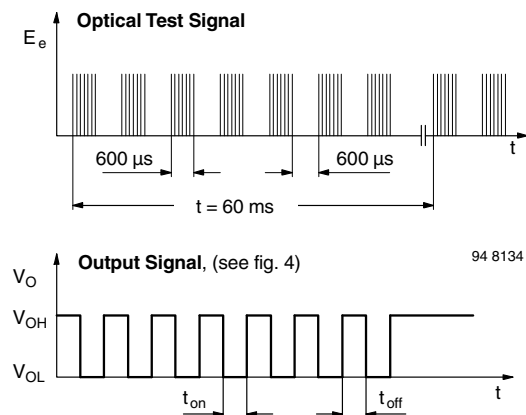 Optical Test Signal
E e
t
600 µs
600 µs
t = 60 ms
Output Signal, (see fig. 4)
94 8134
V O
V OH
V OL
t on
t off
t